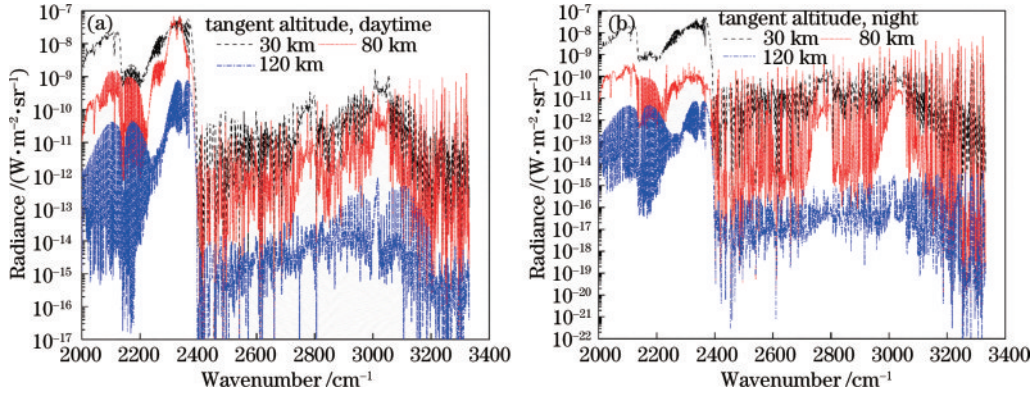 (a) tangent altitude, daytime
30 km 80 km
120 km
Radiance /(W·m⁻²·sr⁻¹)
10⁻⁷
10⁻⁸
10⁻⁹
10⁻¹⁰
10⁻¹¹
10⁻¹²
10⁻¹³
10⁻¹⁴
10⁻¹⁵
10⁻¹⁶
10⁻¹⁷
2000 2200 2400 2600 2800 3000 3200 3400
Wavenumber /cm⁻¹
(b) tangent altitude, night
30 km 80 km
120 km
Radiance /(W·m⁻²·sr⁻¹)
10⁻⁷
10⁻⁸
10⁻⁹
10⁻¹⁰
10⁻¹¹
10⁻¹²
10⁻¹³
10⁻¹⁴
10⁻¹⁵
10⁻¹⁶
10⁻¹⁷
10⁻¹⁸
10⁻¹⁹
10⁻²⁰
10⁻²¹
10⁻²²
2000 2200 2400 2600 2800 3000 3200 3400
Wavenumber /cm⁻¹